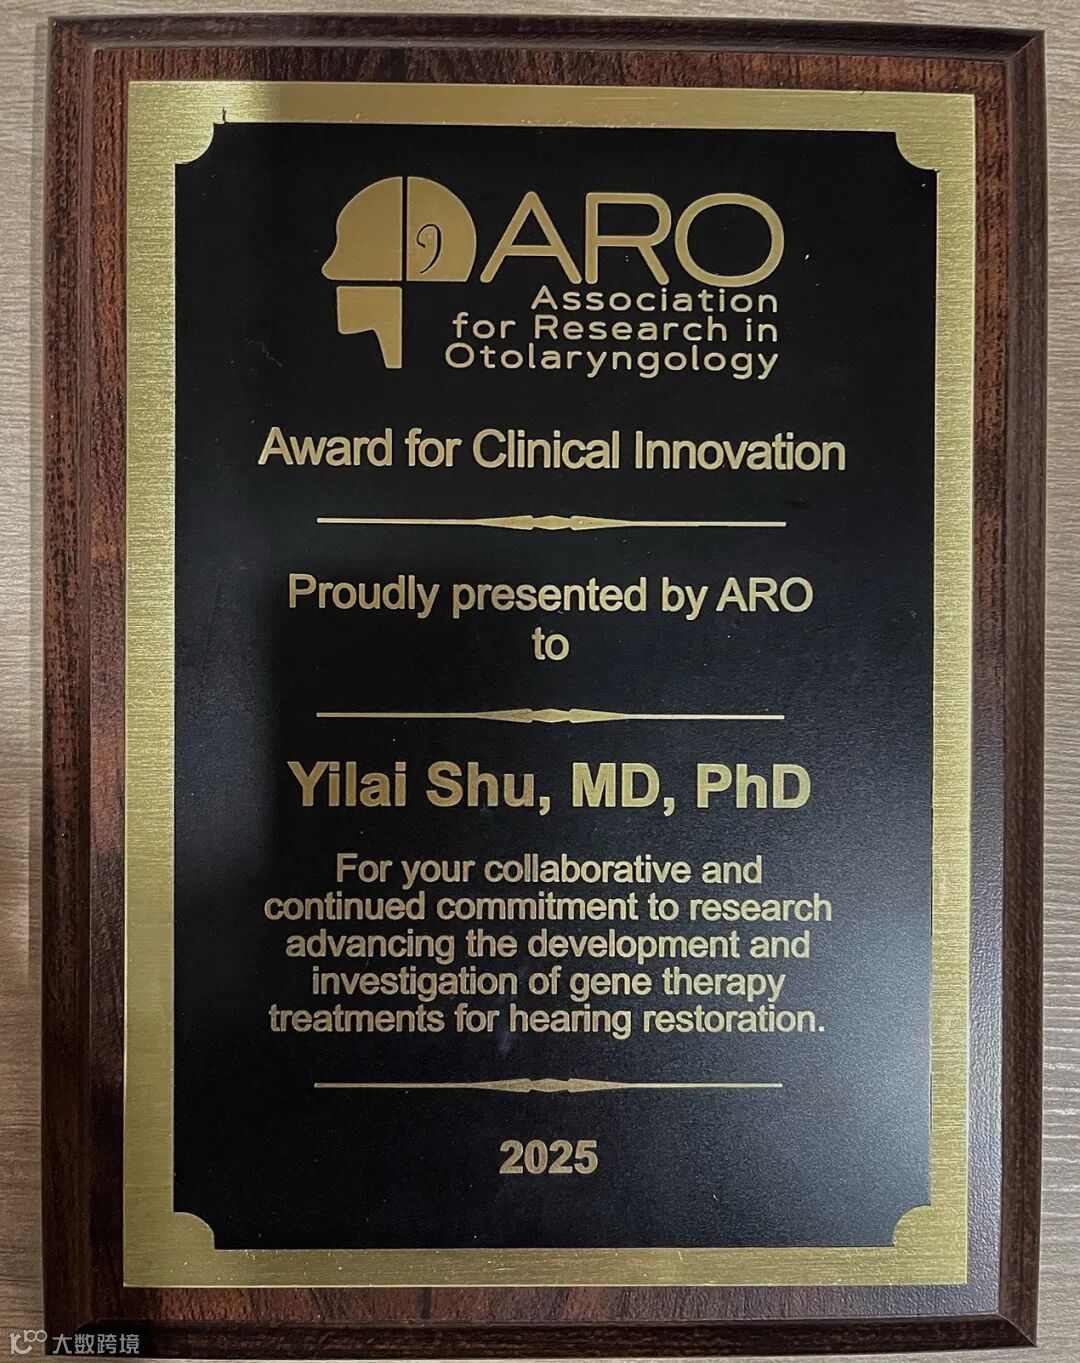 ARO
Association
for Research in
Otolaryngology
Award for Clinical Innovation
Proudly presented by ARO
to
Yilai Shu, MD, PhD
For your collaborative and
continued commitment to research
advancing the development and
investigation of gene therapy
treatments for hearing restoration.
2025
大数跨境